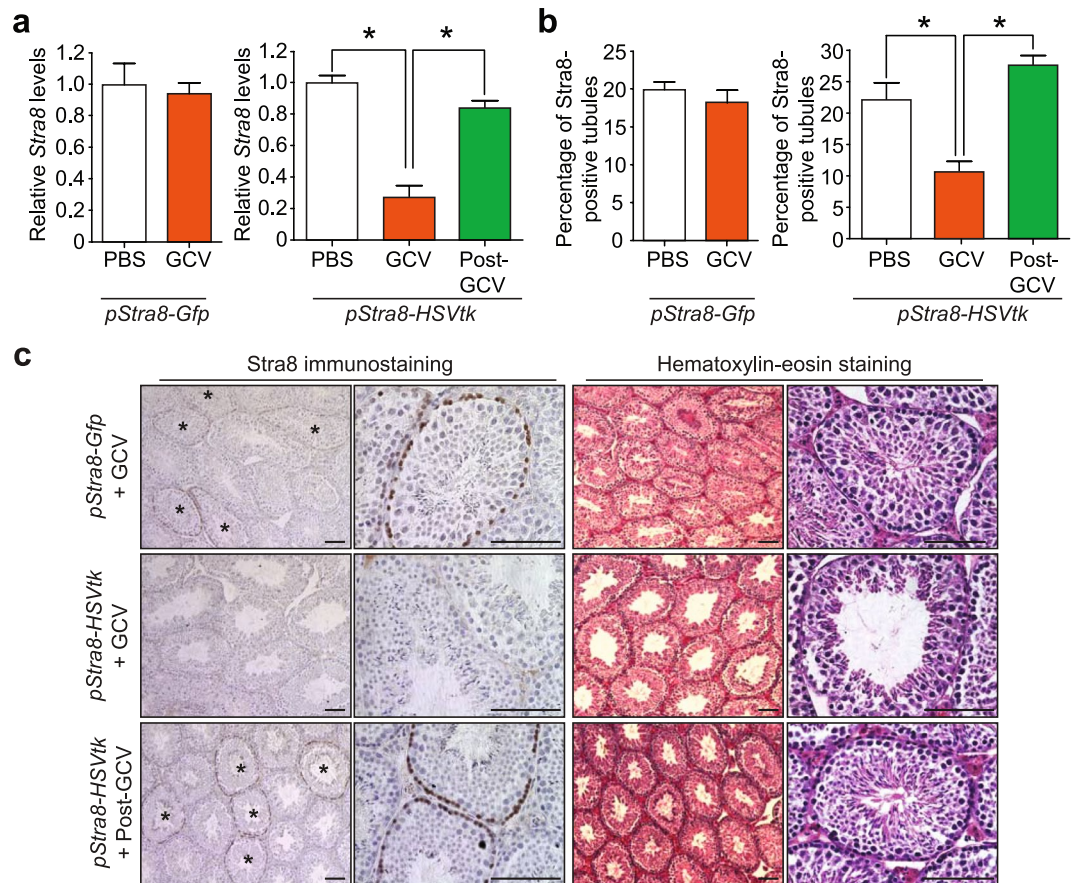 a
Relative Stra8 levels
1.2
1.0
0.8
0.6
0.4
0.2
0
PBS
GCV
pStra8-Gfp
Relative Stra8 levels
1.2
1.0
0.8
0.6
0.4
0.2
0
* *
PBS
GCV
Post-
GCV
pStra8-HSVtk
b
Percentage of Stra8-
positive tubules
25
20
15
10
5
0
PBS
GCV
pStra8-Gfp
Percentage of Stra8-
positive tubules
30
25
20
15
10
5
0
* *
PBS
GCV
Post-
GCV
pStra8-HSVtk
c
Stra8 immunostaining
Hematoxylin-eosin staining
pStra8-Gfp
+ GCV
*
* *
* *
pStra8-HSVtk
+ GCV
pStra8-HSVtk
+ Post-GCV
* *
* *
*